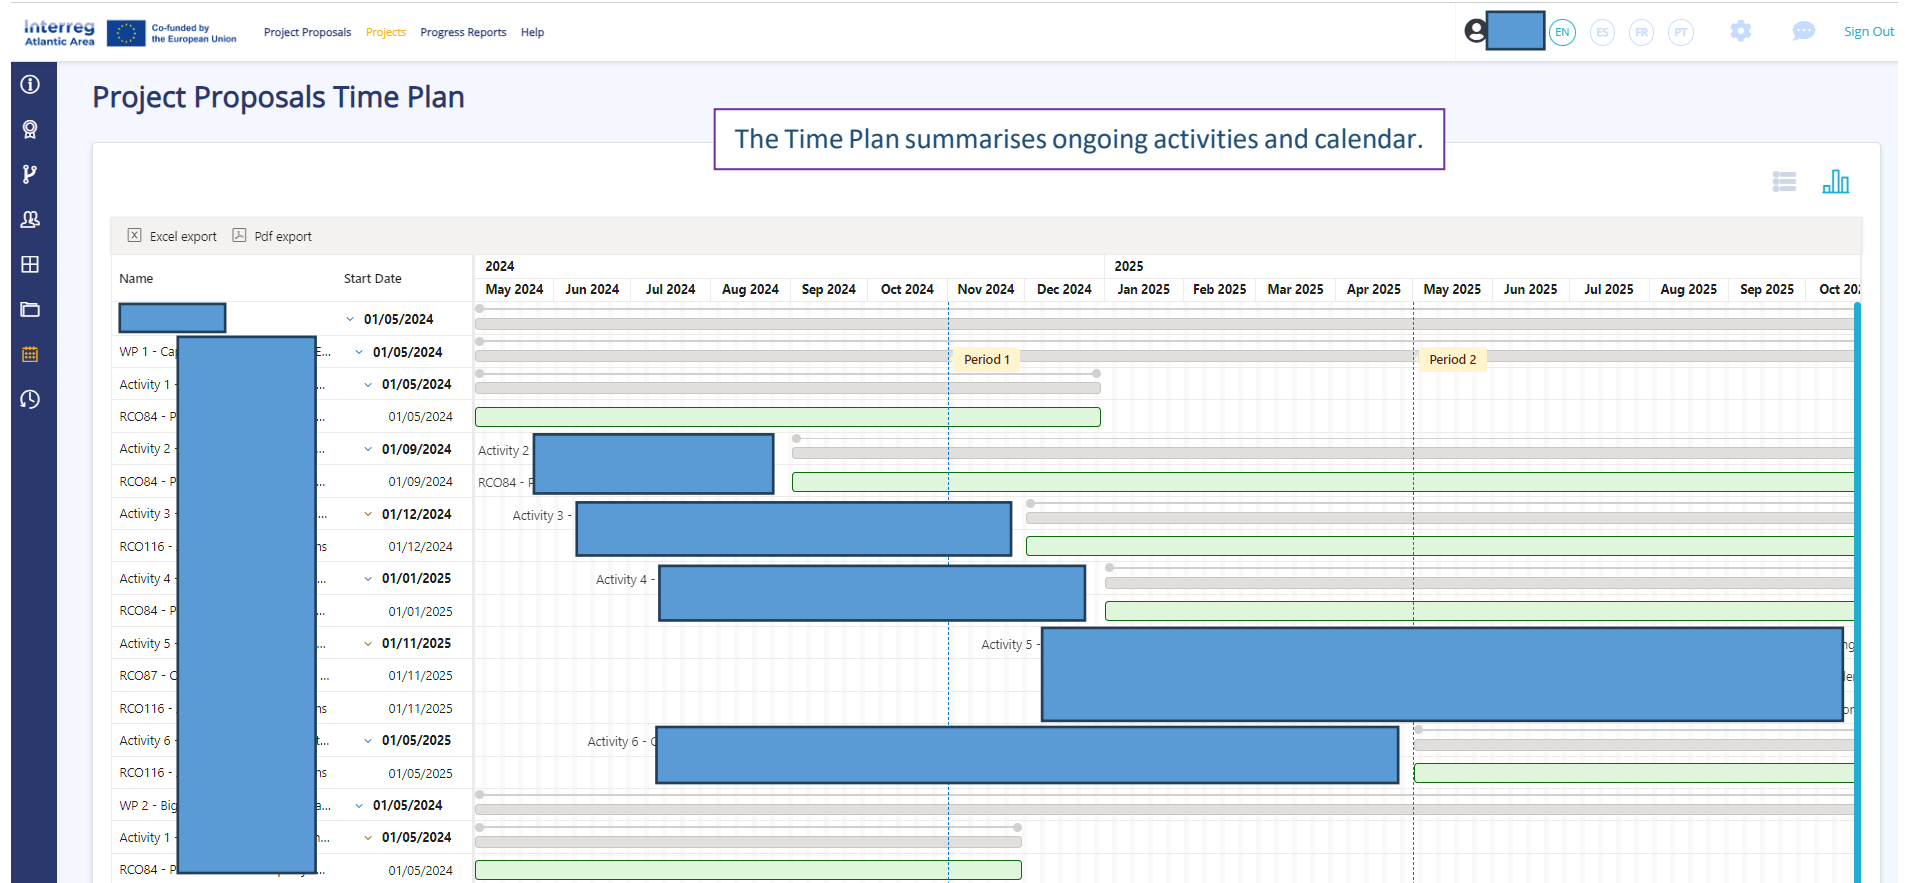 Interreg
Atlantic Area
Co-funded by
the European Union
Project Proposals
Projects
Progress Reports
Help
EN
ES
FR
PT
Sign Out
Project Proposals Time Plan
The Time Plan summarises ongoing activities and calendar.
Excel export
Pdf export
Name
Start Date
2024
2025
May 2024
Jun 2024
Jul 2024
Aug 2024
Sep 2024
Oct 2024
Nov 2024
Dec 2024
Jan 2025
Feb 2025
Mar 2025
Apr 2025
May 2025
Jun 2025
Jul 2025
Aug 2025
Sep 2025
Oct 202
01/05/2024
WP 1 - Ca E... 01/05/2024
Period 1
Period 2
Activity 1 - ... 01/05/2024
RCO84 - P ... 01/05/2024
Activity 2 - ... 01/09/2024
Activity 2
RCO84 - P ... 01/09/2024
RCO84 -
Activity 3 - ... 01/12/2024
Activity 3 -
RCO116 - ns 01/12/2024
Activity 4 - ... 01/01/2025
Activity 4 -
RCO84 - P ... 01/01/2025
Activity 5 - ... 01/11/2025
Activity 5 -
RCO87 - C ... 01/11/2025
RCO116 - ns 01/11/2025
Activity 6 - t... 01/05/2025
Activity 6 - C
RCO116 - ns 01/05/2025
WP 2 - Big a... 01/05/2024
Activity 1 - ... 01/05/2024
RCO84 - P ... 01/05/2024